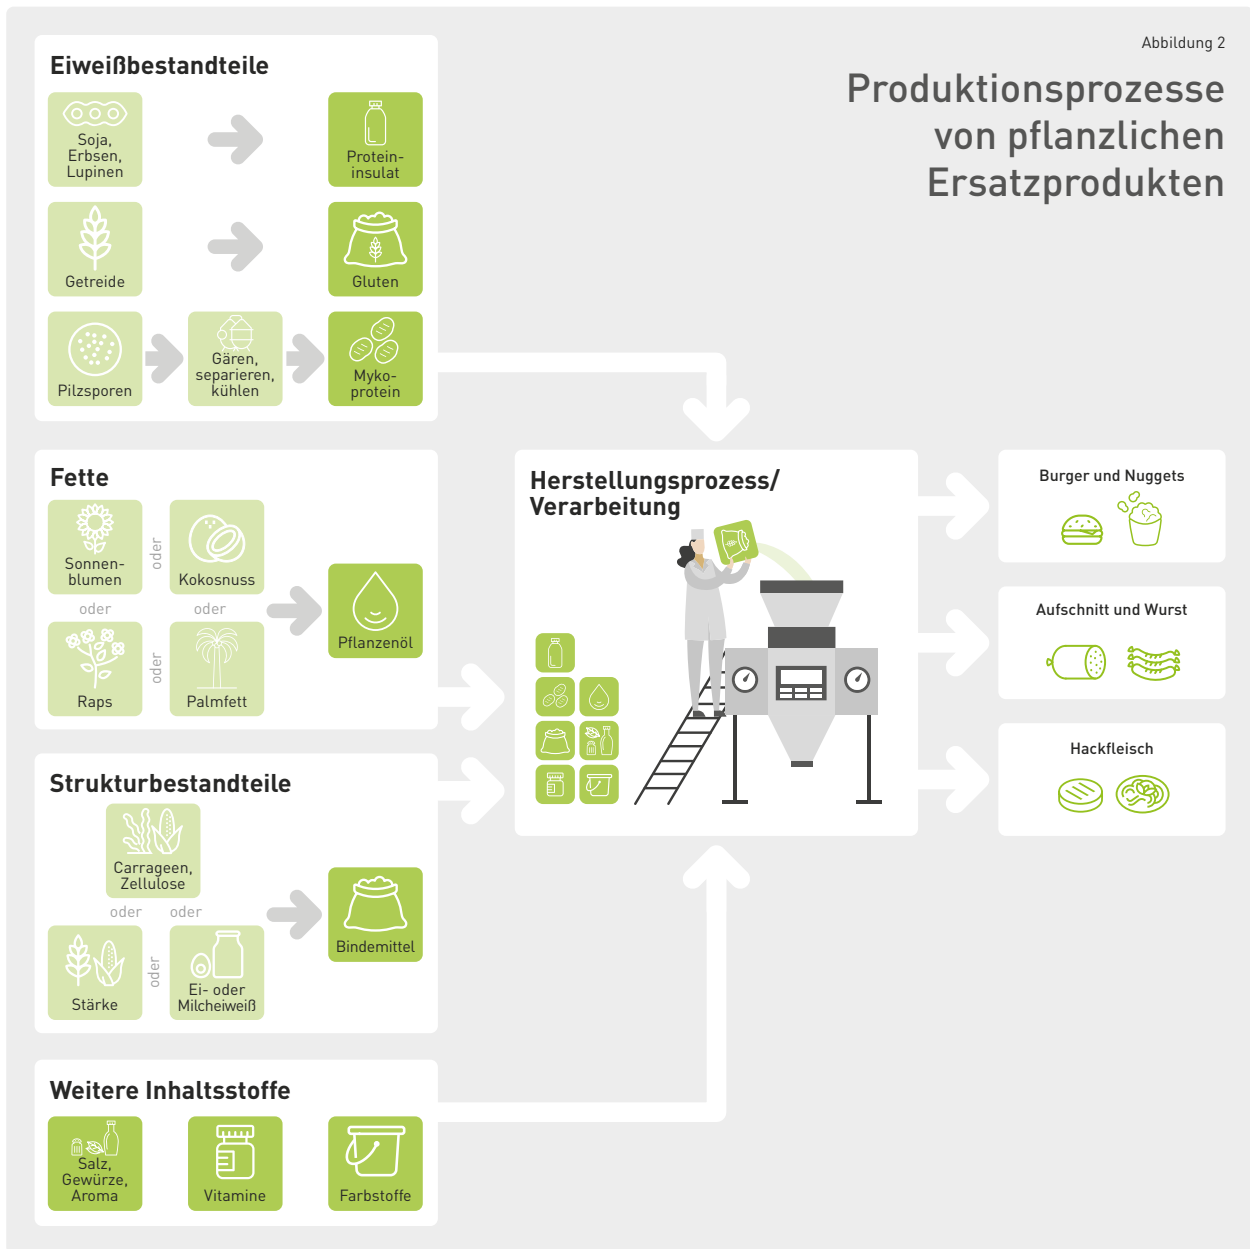 Abbildung 2
Produktionsprozesse
von pflanzlichen
Ersatzprodukten
Eiweißbestandteile
Soja,
Erbsen,
Lupinen
Protein-
insulat
Getreide
Gluten
Pilzsporen
Gären,
separieren,
kühlen
Myko-
protein
Fette
Sonnen-
blumen
oder
Kokosnuss
oder
oder
Raps
oder
Palmfett
Pflanzenöl
Strukturbestandteile
Carrageen,
Zellulose
oder
oder
Stärke
oder
Ei- oder
Milcheiweiß
Bindemittel
Weitere Inhaltsstoffe
Salz,
Gewürze,
Aroma
Vitamine
Farbstoffe
Herstellungsprozess/
Verarbeitung
Burger und Nuggets
Aufschnitt und Wurst
Hackfleisch